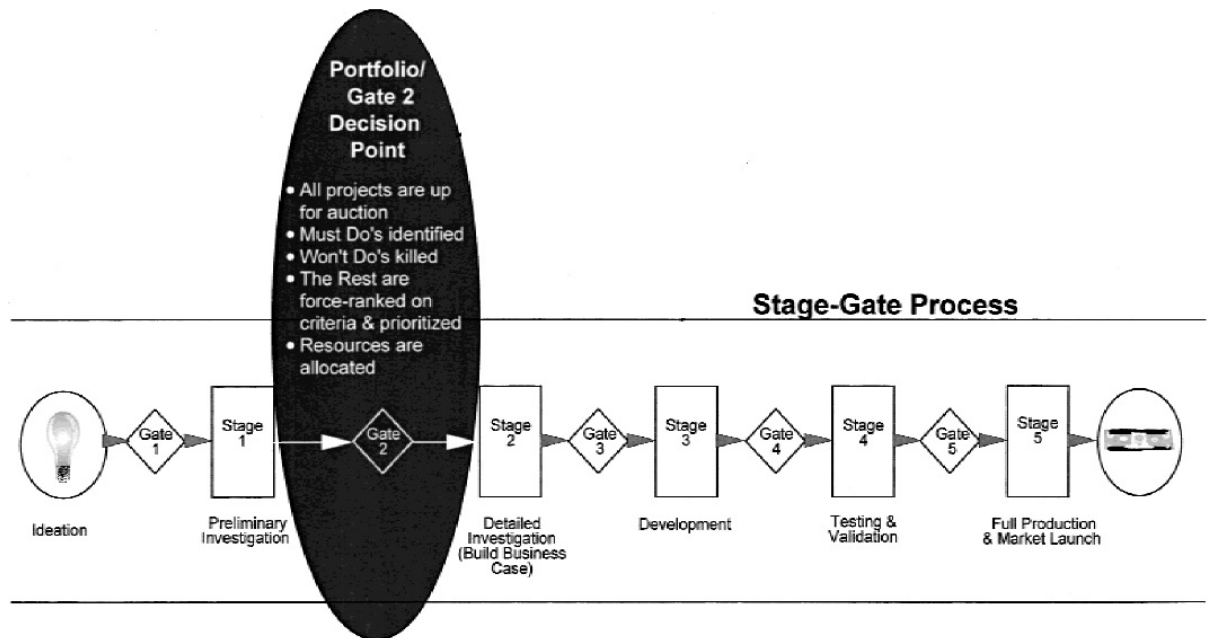 Portfolio/
Gate 2
Decision
Point
• All projects are up
for auction
• Must Do's identified
• Won't Do's killed
• The Rest are
force-ranked on
criteria & prioritized
• Resources are
allocated
Stage-Gate Process
Gate
1
Stage
1
Gate
2
Stage
2
Gate
3
Stage
3
Gate
4
Stage
4
Gate
5
Stage
5
Ideation
Preliminary
Investigation
Detailed
Investigation
(Build Business
Case)
Development
Testing &
Validation
Full Production
& Market Launch